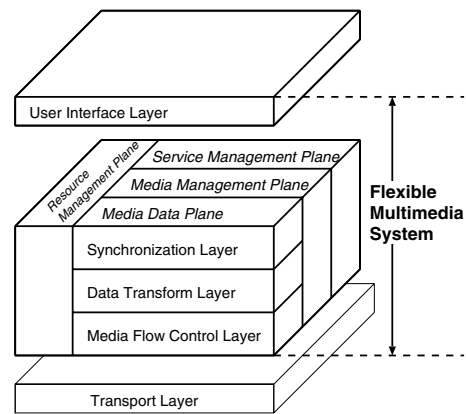 User Interface Layer
Resource
Management Plane
Service Management Plane
Media Management Plane
Media Data Plane
Synchronization Layer
Data Transform Layer
Media Flow Control Layer
Transport Layer
Flexible
Multimedia
System